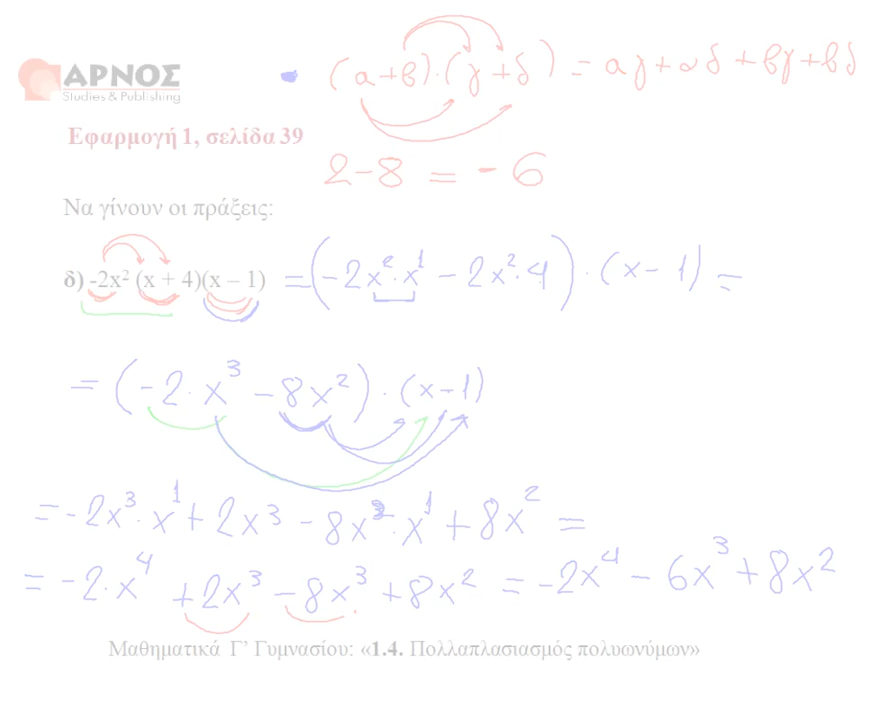 ΑΡΝΟΣ
Studies & Publishing
(α+β)·(γ+δ) = αγ+αδ+βγ+βδ
Εφαρμογή 1, σελίδα 39
2-8 = -6
Να γίνουν οι πράξεις:
δ) -2x² (x + 4)(x – 1) = (-2x²·x¹ - 2x²·4)·(x-1) =
= (-2·x³ - 8x²)·(x-1)
= -2x³·x¹ + 2x³ - 8x²·x¹ + 8x² =
= -2·x⁴ +2x³ -8x³ +8x² = -2x⁴ - 6x³ + 8x²
Μαθηματικά Γ’ Γυμνασίου: «1.4. Πολλαπλασιασμός πολυωνύμων»